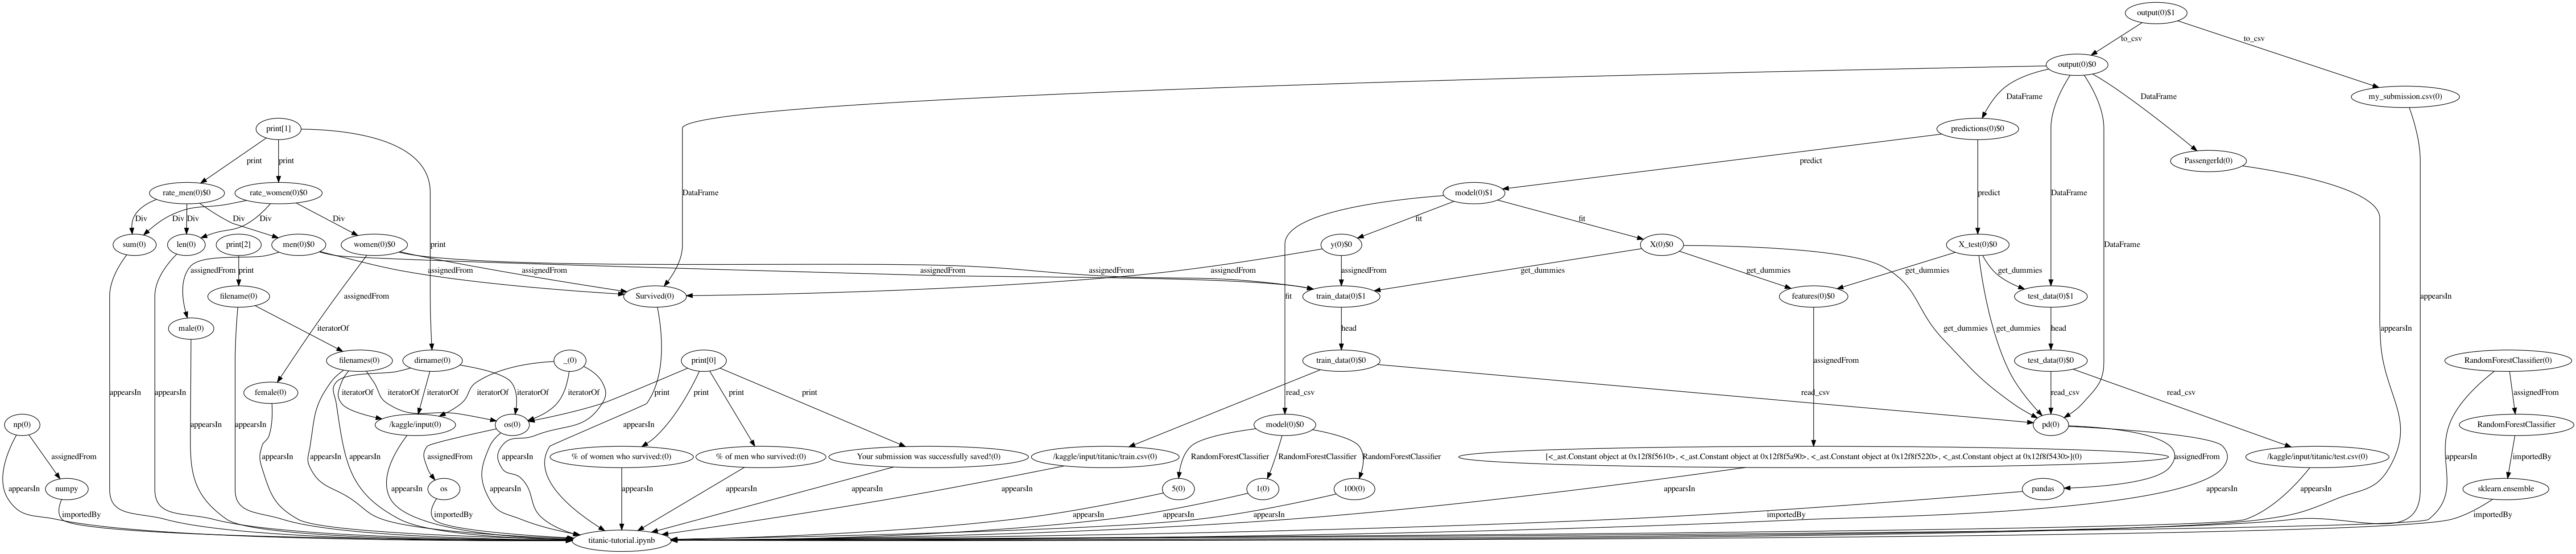 output(0)$1
to_csv
to_csv
output(0)$0
my_submission.csv(0)
DataFrame
DataFrame
print[1]
predictions(0)$0
print
print
predict
PassengerId(0)
rate_men(0)$0
rate_women(0)$0
model(0)$1
DataFrame
predict
DataFrame
Div
Div
Div
Div
Div
Div
fit
fit
sum(0)
len(0)
print[2]
men(0)$0
women(0)$0
print
y(0)$0
X(0)$0
X_test(0)$0
DataFrame
assignedFrom
print
assignedFrom
assignedFrom
assignedFrom
assignedFrom
assignedFrom
assignedFrom
get_dummies
get_dummies
get_dummies
get_dummies
filename(0)
assignedFrom
Survived(0)
fit
train_data(0)$1
features(0)$0
test_data(0)$1
appearsIn
male(0)
iteratorOf
head
get_dummies
get_dummies
head
appearsIn
filenames(0)
dirname(0)
_(0)
print[0]
train_data(0)$0
assignedFrom
test_data(0)$0
RandomForestClassifier(0)
appearsIn
appearsIn
female(0)
iteratorOf
iteratorOf
iteratorOf
iteratorOf
iteratorOf
iteratorOf
print
print
print
print
read_csv
read_csv
read_csv
read_csv
assignedFrom
np(0)
appearsIn
appearsIn
/kaggle/input(0)
os(0)
appearsIn
model(0)$0
pd(0)
RandomForestClassifier
assignedFrom
appearsIn
appearsIn
appearsIn
assignedFrom
appearsIn
% of women who survived:(0)
% of men who survived:(0)
Your submission was successfully saved!(0)
/kaggle/input/titanic/train.csv(0)
RandomForestClassifier
RandomForestClassifier
RandomForestClassifier
[<_ast.Constant object at 0x12f8f5610>, <_ast.Constant object at 0x12f8f5a90>, <_ast.Constant object at 0x12f8f5220>, <_ast.Constant object at 0x12f8f5430>](0)
assignedFrom
/kaggle/input/titanic/test.csv(0)
appearsIn
importedBy
appearsIn
numpy
appearsIn
os
appearsIn
appearsIn
appearsIn
appearsIn
appearsIn
5(0)
1(0)
100(0)
appearsIn
pandas
appearsIn
appearsIn
sklearn.ensemble
importedBy
importedBy
appearsIn
appearsIn
appearsIn
importedBy
importedBy
titanic-tutorial.ipynb